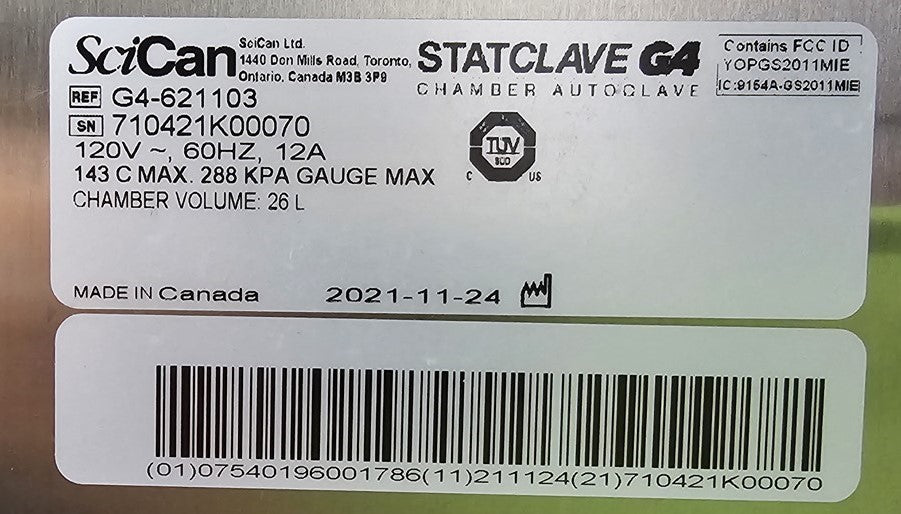 SciCan
SciCan Ltd.
1440 Don Mills Road, Toronto,
Ontario, Canada M3B 3P9
STATCLAVE G4
CHAMBER AUTOCLAVE
Contains FCC ID
YOPGS2011MIE
IC:9154A-GS2011MIE
REF G4-621103
SN 710421K00070
120V ~, 60HZ, 12A
143 C MAX. 288 KPA GAUGE MAX
CHAMBER VOLUME: 26 L
TUV
SUD
C US
MADE IN Canada 2021-11-24
(01)07540196001786(11)211124(21)710421K00070